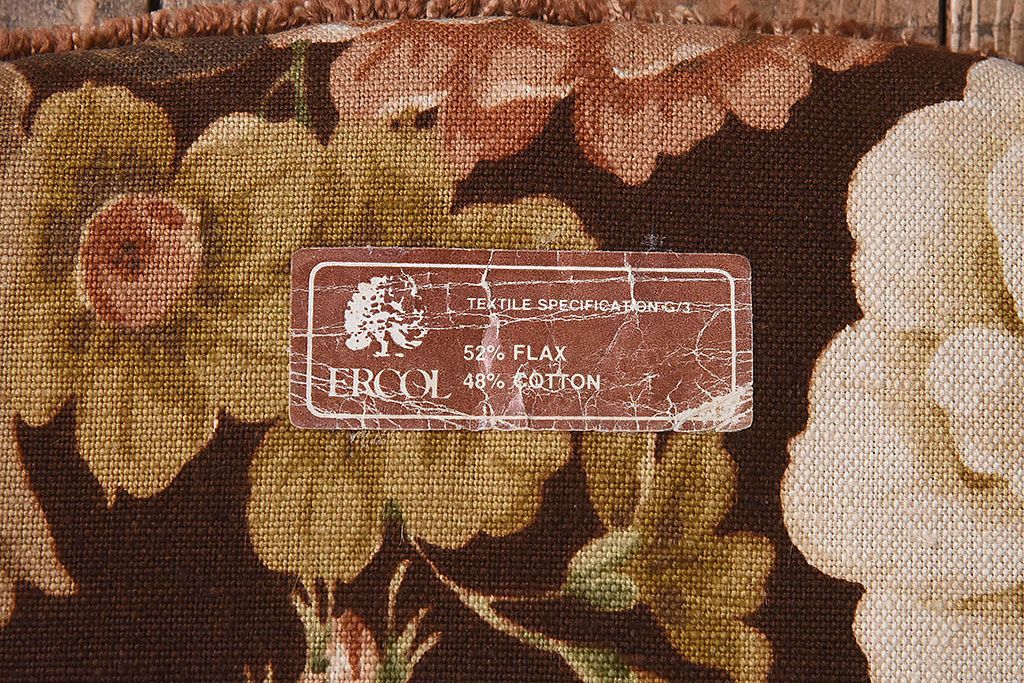 TEXTILE SPECIFICATION G/3
52% FLAX
48% COTTON
ERCOL